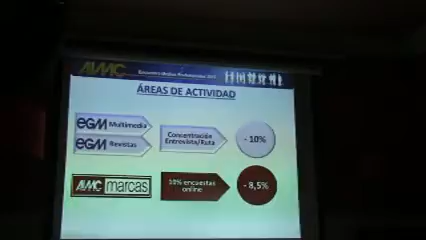 AIMC
ÁREAS DE ACTIVIDAD
EGM Multimedia
EGM Revistas
Concentración
Entrevista/Ruta
- 10%
AIMC marcas
10% encuestas
online
- 8,5%